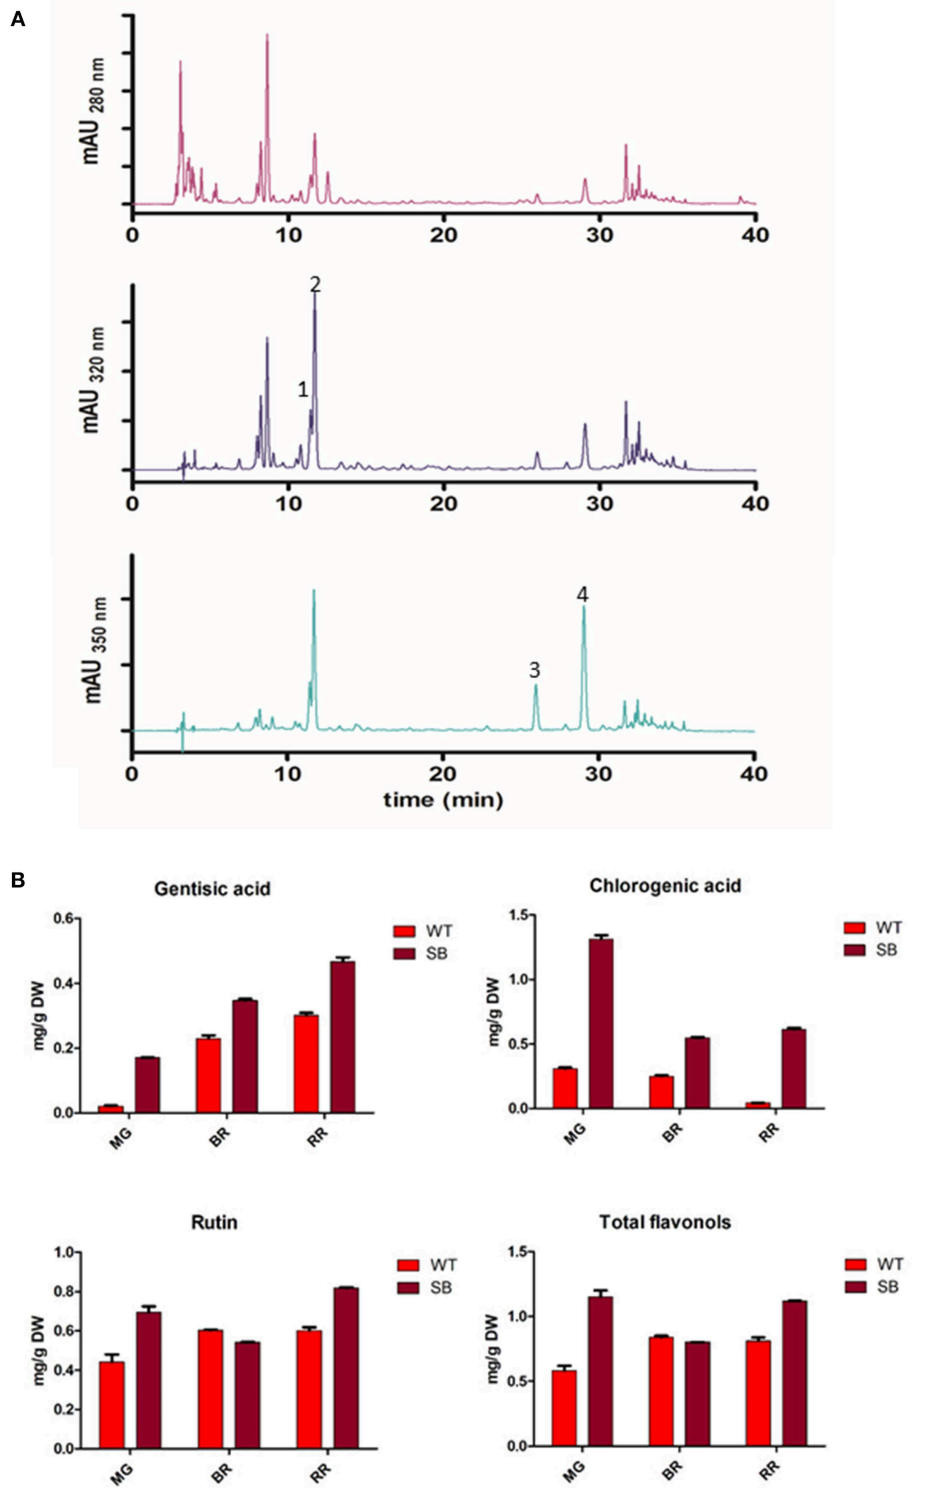 A
mAU 280 nm
0 10 20 30 40
2
1
mAU 320 nm
0 10 20 30 40
4
3
mAU 350 nm
0 10 20 30 40
time (min)
B
Gentisic acid
0.6
0.4
0.2
0.0
mg/g DW
WT
SB
MG BR RR
Chlorogenic acid
1.5
1.0
0.5
0.0
mg/g DW
WT
SB
MG BR RR
Rutin
1.0
0.8
0.6
0.4
0.2
0.0
mg/g DW
WT
SB
MG BR RR
Total flavonols
1.5
1.0
0.5
0.0
mg/g DW
WT
SB
MG BR RR